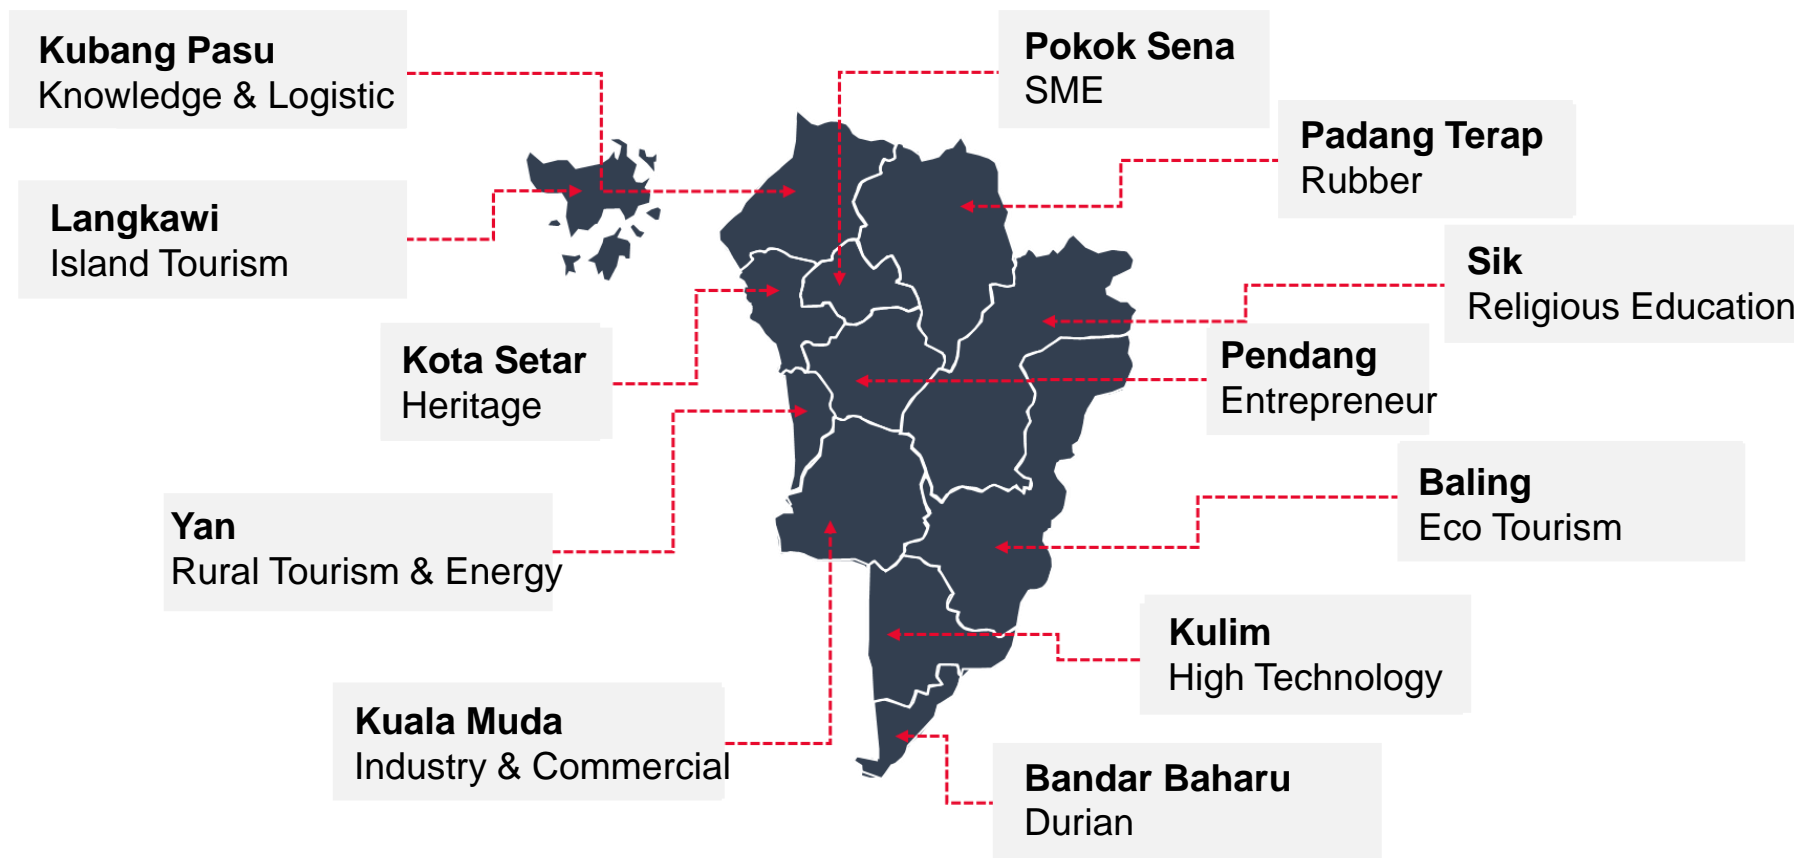 Kubang Pasu
Knowledge & Logistic
Pokok Sena
SME
Padang Terap
Rubber
Langkawi
Island Tourism
Sik
Religious Education
Kota Setar
Heritage
Pendang
Entrepreneur
Baling
Eco Tourism
Yan
Rural Tourism & Energy
Kulim
High Technology
Kuala Muda
Industry & Commercial
Bandar Baharu
Durian